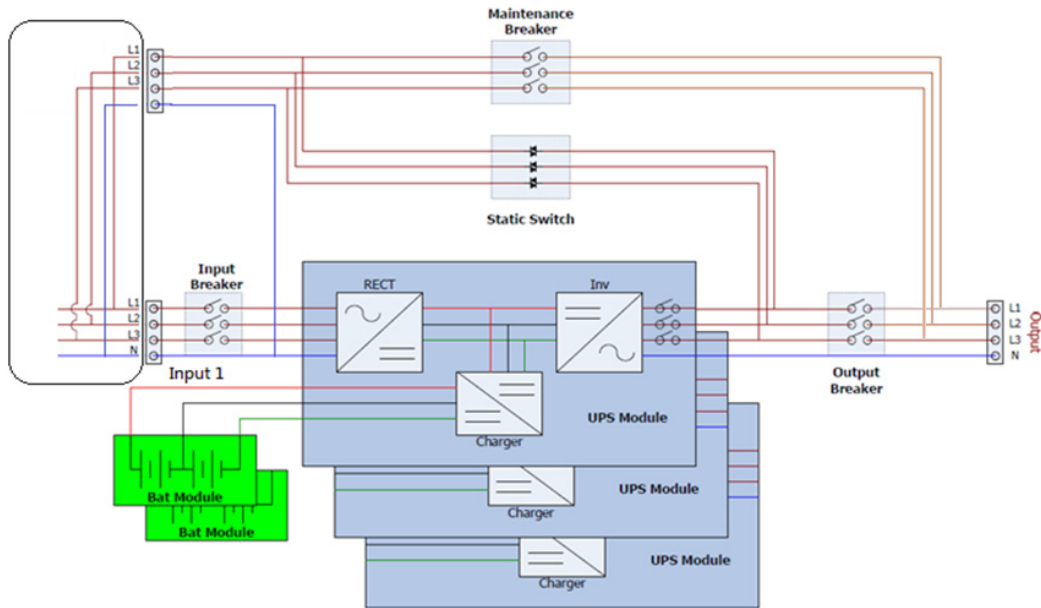 Maintenance
Breaker
L1
L2
L3
Static Switch
Input
Breaker
RECT
Inv
L1
L2
L3
N
L1
L2
L3
N
Output
Input 1
Output
Breaker
UPS Module
Charger
Bat Module
UPS Module
Bat Module
Charger
UPS Module
Charger